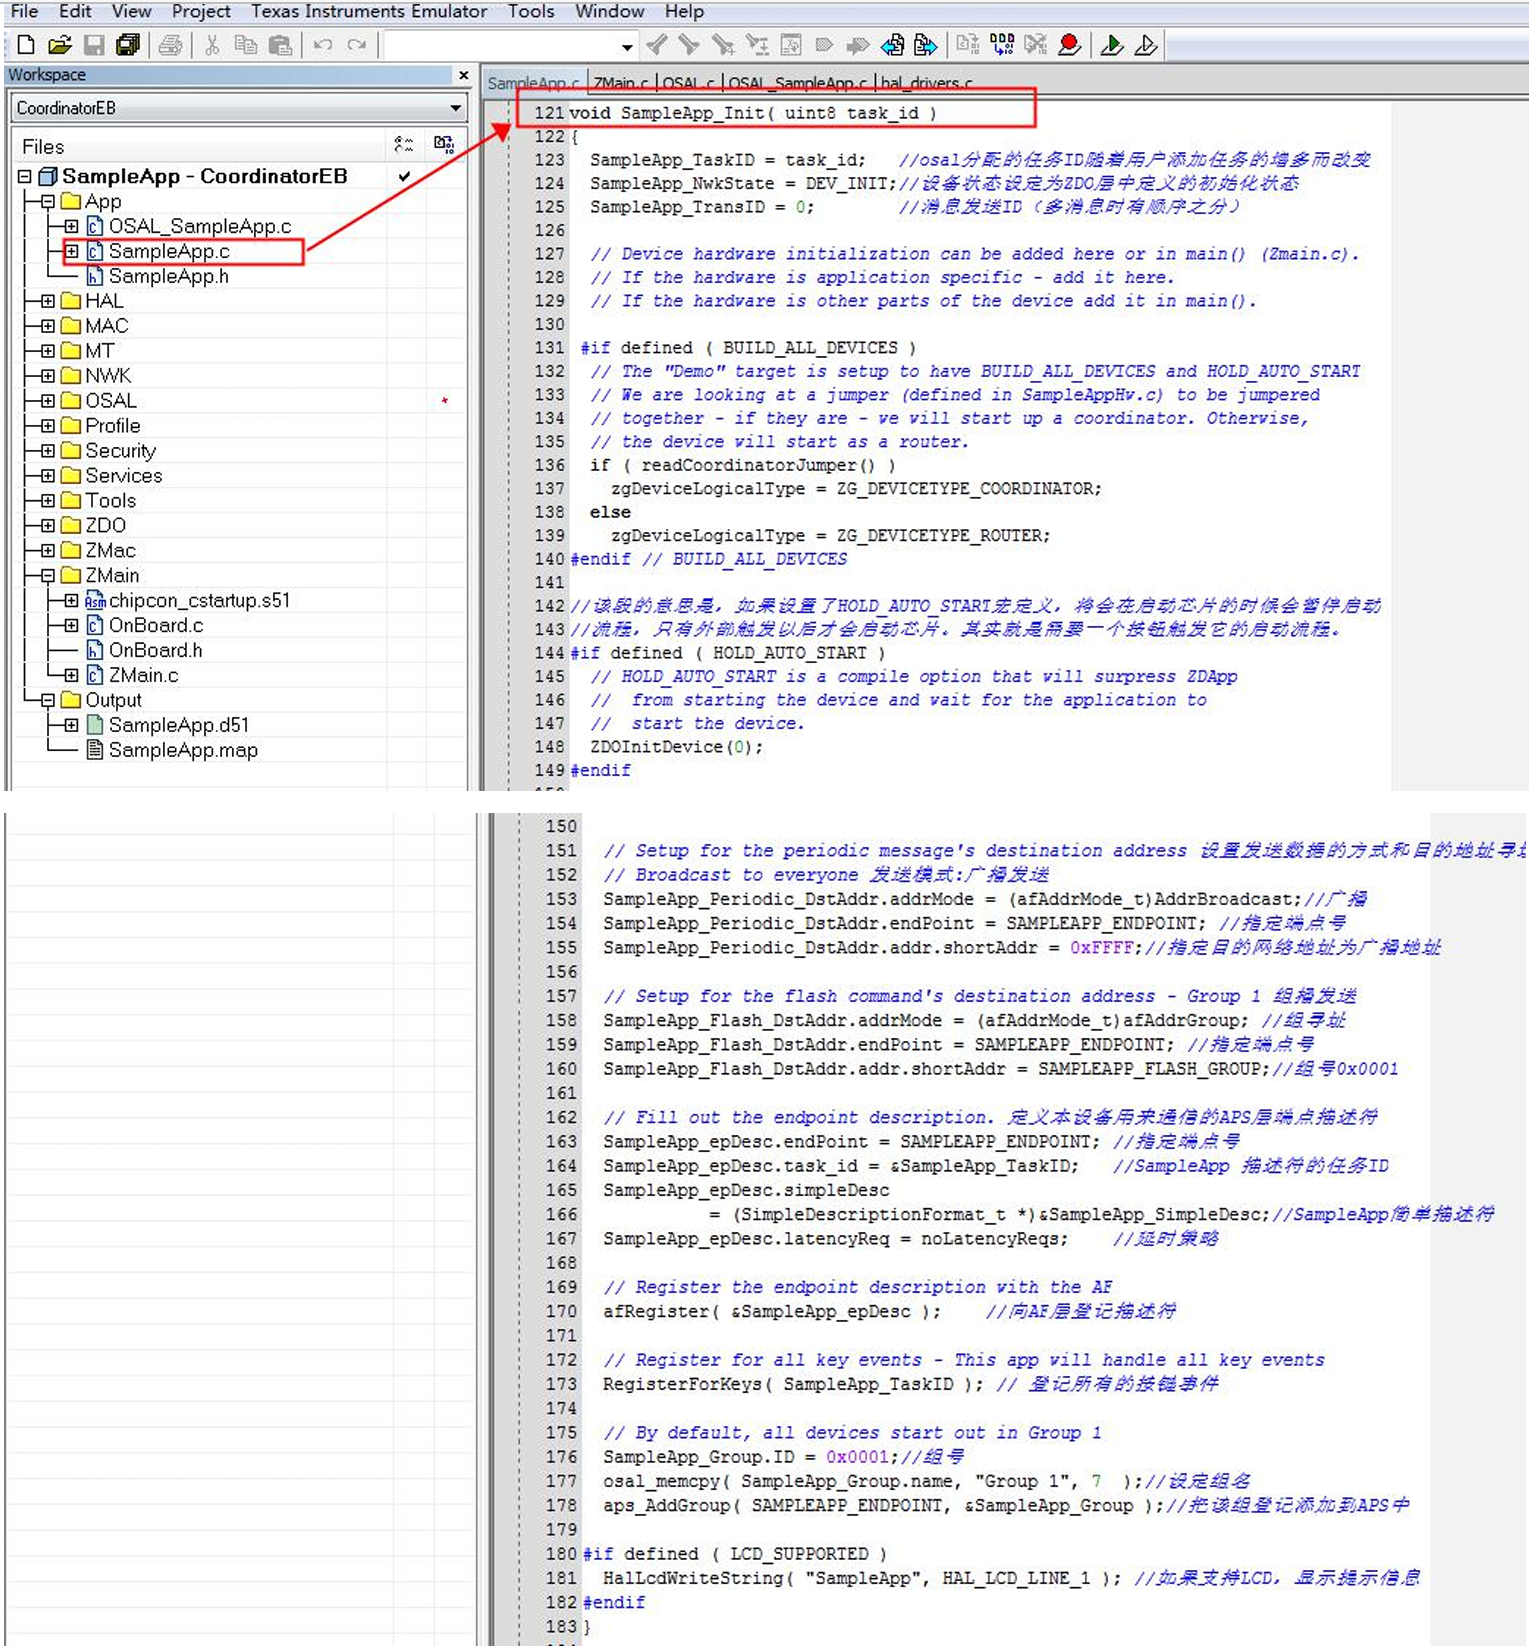 File Edit View Project Texas Instruments Emulator Tools Window Help
Workspace
CoordinatorEB
Files
SampleApp - CoordinatorEB
App
OSAL_SampleApp.c
SampleApp.c
SampleApp.h
HAL
MAC
MT
NWK
OSAL
Profile
Security
Services
Tools
ZDO
ZMac
ZMain
chipcon_cstartup.s51
OnBoard.c
OnBoard.h
ZMain.c
Output
SampleApp.d51
SampleApp.map
SampleApp.c ZMain.c | OSAL.c | OSAL_SampleApp.c | hal_drivers.c
121 void SampleApp_Init( uint8 task_id )
122 {
123 SampleApp_TaskID = task_id; //osal分配的任务ID随着用户添加任务的增多而改变
124 SampleApp_NwkState = DEV_INIT;//设备状态设定为ZDO层中定义的初始化状态
125 SampleApp_TransID = 0; //消息发送ID（多消息时有顺序之分）
126
127 // Device hardware initialization can be added here or in main() (Zmain.c).
128 // If the hardware is application specific - add it here.
129 // If the hardware is other parts of the device add it in main().
130
131 #if defined ( BUILD_ALL_DEVICES )
132 // The "Demo" target is setup to have BUILD_ALL_DEVICES and HOLD_AUTO_START
133 // We are looking at a jumper (defined in SampleAppHw.c) to be jumpered
134 // together - if they are - we will start up a coordinator. Otherwise,
135 // the device will start as a router.
136 if ( readCoordinatorJumper() )
137 zgDeviceLogicalType = ZG_DEVICETYPE_COORDINATOR;
138 else
139 zgDeviceLogicalType = ZG_DEVICETYPE_ROUTER;
140 #endif // BUILD_ALL_DEVICES
141
142 //该段的意思是，如果设置了HOLD_AUTO_START宏定义，将会在启动芯片的时候会暂停启动
143 //流程，只有外部触发以后才会启动芯片。其实就是需要一个按钮触发它的启动流程。
144 #if defined ( HOLD_AUTO_START )
145 // HOLD_AUTO_START is a compile option that will surpress ZDApp
146 // from starting the device and wait for the application to
147 // start the device.
148 ZDOInitDevice(0);
149 #endif
150
151 // Setup for the periodic message's destination address 设置发送数据的方式和目的地址寻
152 // Broadcast to everyone 发送模式:广播发送
153 SampleApp_Periodic_DstAddr.addrMode = (afAddrMode_t)AddrBroadcast;//广播
154 SampleApp_Periodic_DstAddr.endPoint = SAMPLEAPP_ENDPOINT; //指定端点号
155 SampleApp_Periodic_DstAddr.addr.shortAddr = 0xFFFF;//指定目的网络地址为广播地址
156
157 // Setup for the flash command's destination address - Group 1 组播发送
158 SampleApp_Flash_DstAddr.addrMode = (afAddrMode_t)afAddrGroup; //组寻址
159 SampleApp_Flash_DstAddr.endPoint = SAMPLEAPP_ENDPOINT; //指定端点号
160 SampleApp_Flash_DstAddr.addr.shortAddr = SAMPLEAPP_FLASH_GROUP;//组号0x0001
161
162 // Fill out the endpoint description. 定义本设备用来通信的APS层端点描述符
163 SampleApp_epDesc.endPoint = SAMPLEAPP_ENDPOINT; //指定端点号
164 SampleApp_epDesc.task_id = &SampleApp_TaskID; //SampleApp 描述符的任务ID
165 SampleApp_epDesc.simpleDesc
166 = (SimpleDescriptionFormat_t *)&SampleApp_SimpleDesc;//SampleApp简单描述符
167 SampleApp_epDesc.latencyReq = noLatencyReqs; //延时策略
168
169 // Register the endpoint description with the AF
170 afRegister( &SampleApp_epDesc ); //向AF层登记描述符
171
172 // Register for all key events - This app will handle all key events
173 RegisterForKeys( SampleApp_TaskID ); // 登记所有的按键事件
174
175 // By default, all devices start out in Group 1
176 SampleApp_Group.ID = 0x0001;//组号
177 osal_memcpy( SampleApp_Group.name, "Group 1", 7 );//设定组名
178 aps_AddGroup( SAMPLEAPP_ENDPOINT, &SampleApp_Group );//把该组登记添加到APS中
179
180 #if defined ( LCD_SUPPORTED )
181 HalLcdWriteString( "SampleApp", HAL_LCD_LINE_1 ); //如果支持LCD，显示提示信息
182 #endif
183 }